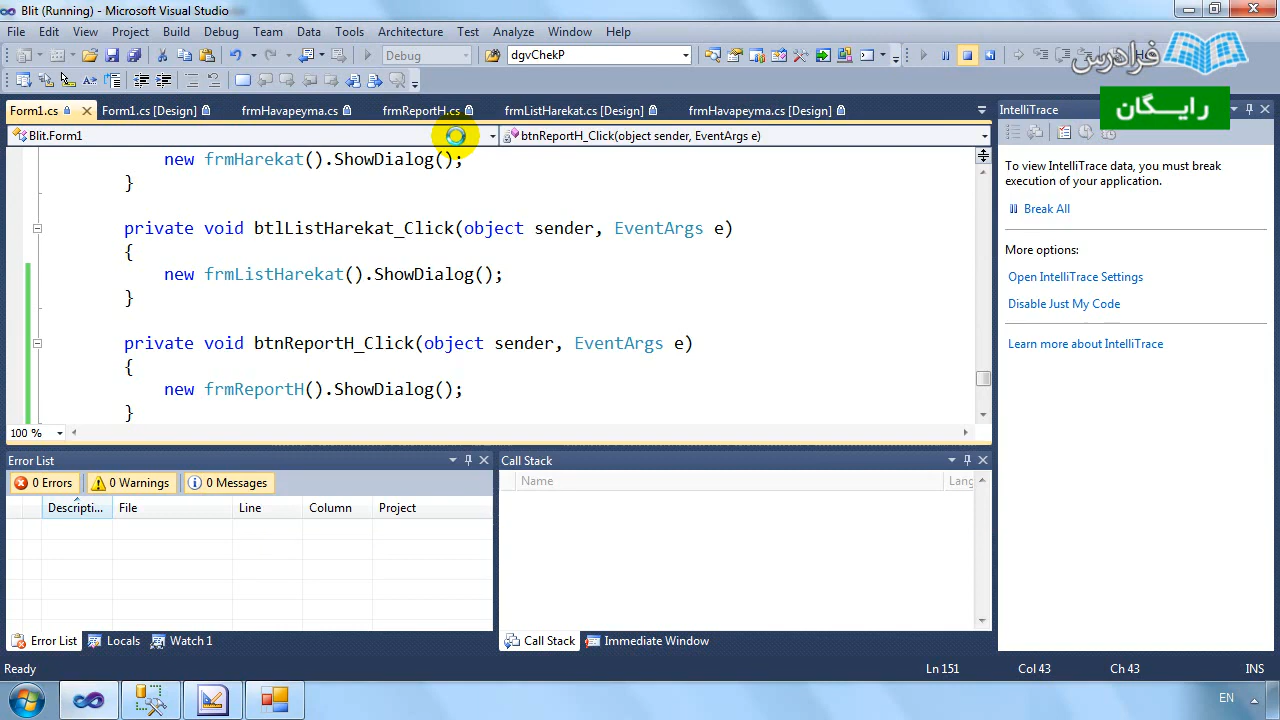 Blit (Running) - Microsoft Visual Studio
File Edit View Project Build Debug Team Data Tools Architecture Test Analyze Window Help
Debug dgvChekP
فرادرس
رایگان
Form1.cs Form1.cs [Design] frmHavapeyma.cs frmReportH.cs frmListHarekat.cs [Design] frmHavapeyma.cs [Design]
Blit.Form1 btnReportH_Click(object sender, EventArgs e)
new frmHarekat().ShowDialog();
}
private void btlListHarekat_Click(object sender, EventArgs e)
{
new frmListHarekat().ShowDialog();
}
private void btnReportH_Click(object sender, EventArgs e)
{
new frmReportH().ShowDialog();
}
100 %
IntelliTrace
To view IntelliTrace data, you must break
execution of your application.
Break All
More options:
Open IntelliTrace Settings
Disable Just My Code
Learn more about IntelliTrace
Error List
0 Errors 0 Warnings 0 Messages
Descripti... File Line Column Project
Error List Locals Watch 1
Call Stack
Name Lang
Call Stack Immediate Window
Ready Ln 151 Col 43 Ch 43 INS
EN